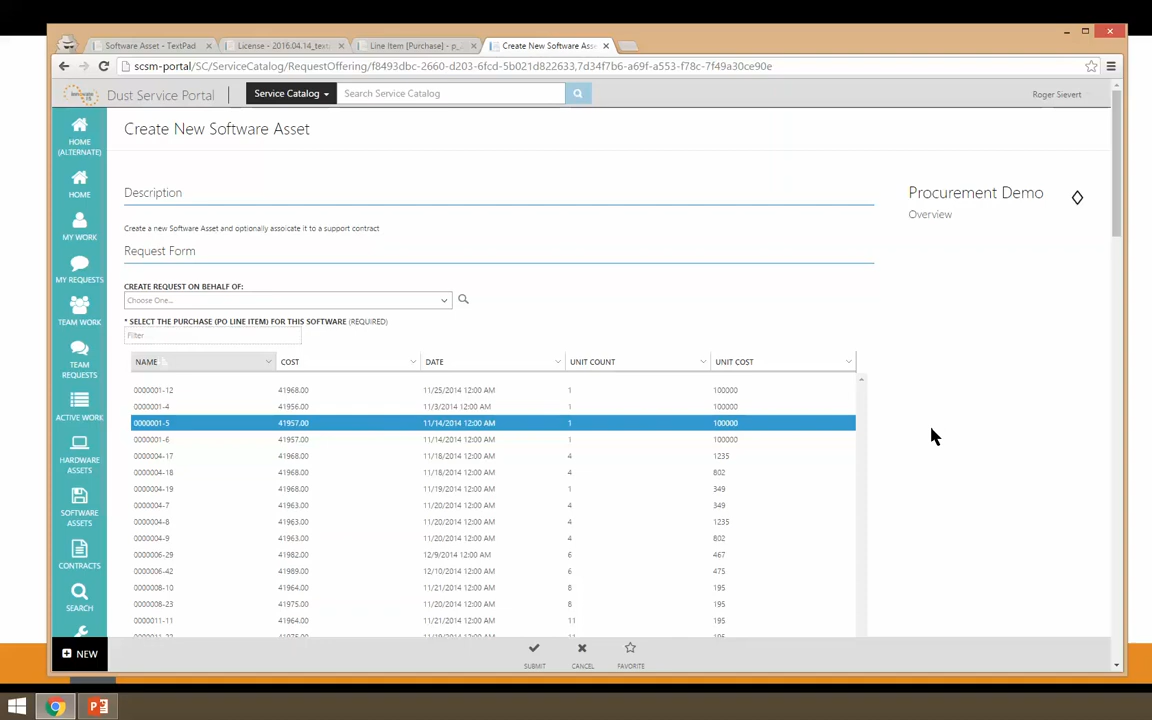 Software Asset - TextPad
License - 2016.04.14_text
Line Item [Purchase] - p_
Create New Software Asse
scsm-portal/SC/ServiceCatalog/RequestOffering/f8493dbc-2660-d203-6fcd-5b021d822633,7d34f7b6-a69f-a553-f78c-7f49a30ce90e
Dust Service Portal
Service Catalog
Search Service Catalog
Roger Sievert
HOME (ALTERNATE)
HOME
MY WORK
MY REQUESTS
TEAM WORK
TEAM REQUESTS
ACTIVE WORK
HARDWARE ASSETS
SOFTWARE ASSETS
CONTRACTS
SEARCH
NEW
Create New Software Asset
Description
Create a new Software Asset and optionally assoicate it to a support contract
Request Form
CREATE REQUEST ON BEHALF OF:
Choose One...
* SELECT THE PURCHASE (PO LINE ITEM) FOR THIS SOFTWARE (REQUIRED)
Filter
NAME COST DATE UNIT COUNT UNIT COST
0000001-12 41968.00 11/25/2014 12:00 AM 1 100000
0000001-4 41956.00 11/3/2014 12:00 AM 1 100000
0000001-5 41957.00 11/14/2014 12:00 AM 1 100000
0000001-6 41957.00 11/14/2014 12:00 AM 1 100000
0000004-17 41968.00 11/18/2014 12:00 AM 4 1235
0000004-18 41968.00 11/18/2014 12:00 AM 4 802
0000004-19 41968.00 11/19/2014 12:00 AM 1 349
0000004-7 41963.00 11/20/2014 12:00 AM 4 349
0000004-8 41963.00 11/20/2014 12:00 AM 4 1235
0000004-9 41963.00 11/20/2014 12:00 AM 4 802
0000006-29 41982.00 12/9/2014 12:00 AM 6 467
0000006-42 41989.00 12/10/2014 12:00 AM 6 475
0000008-10 41964.00 11/21/2014 12:00 AM 8 195
0000008-23 41975.00 11/20/2014 12:00 AM 8 195
0000011-11 41964.00 11/21/2014 12:00 AM 11 195
Procurement Demo
Overview
SUBMIT
CANCEL
FAVORITE